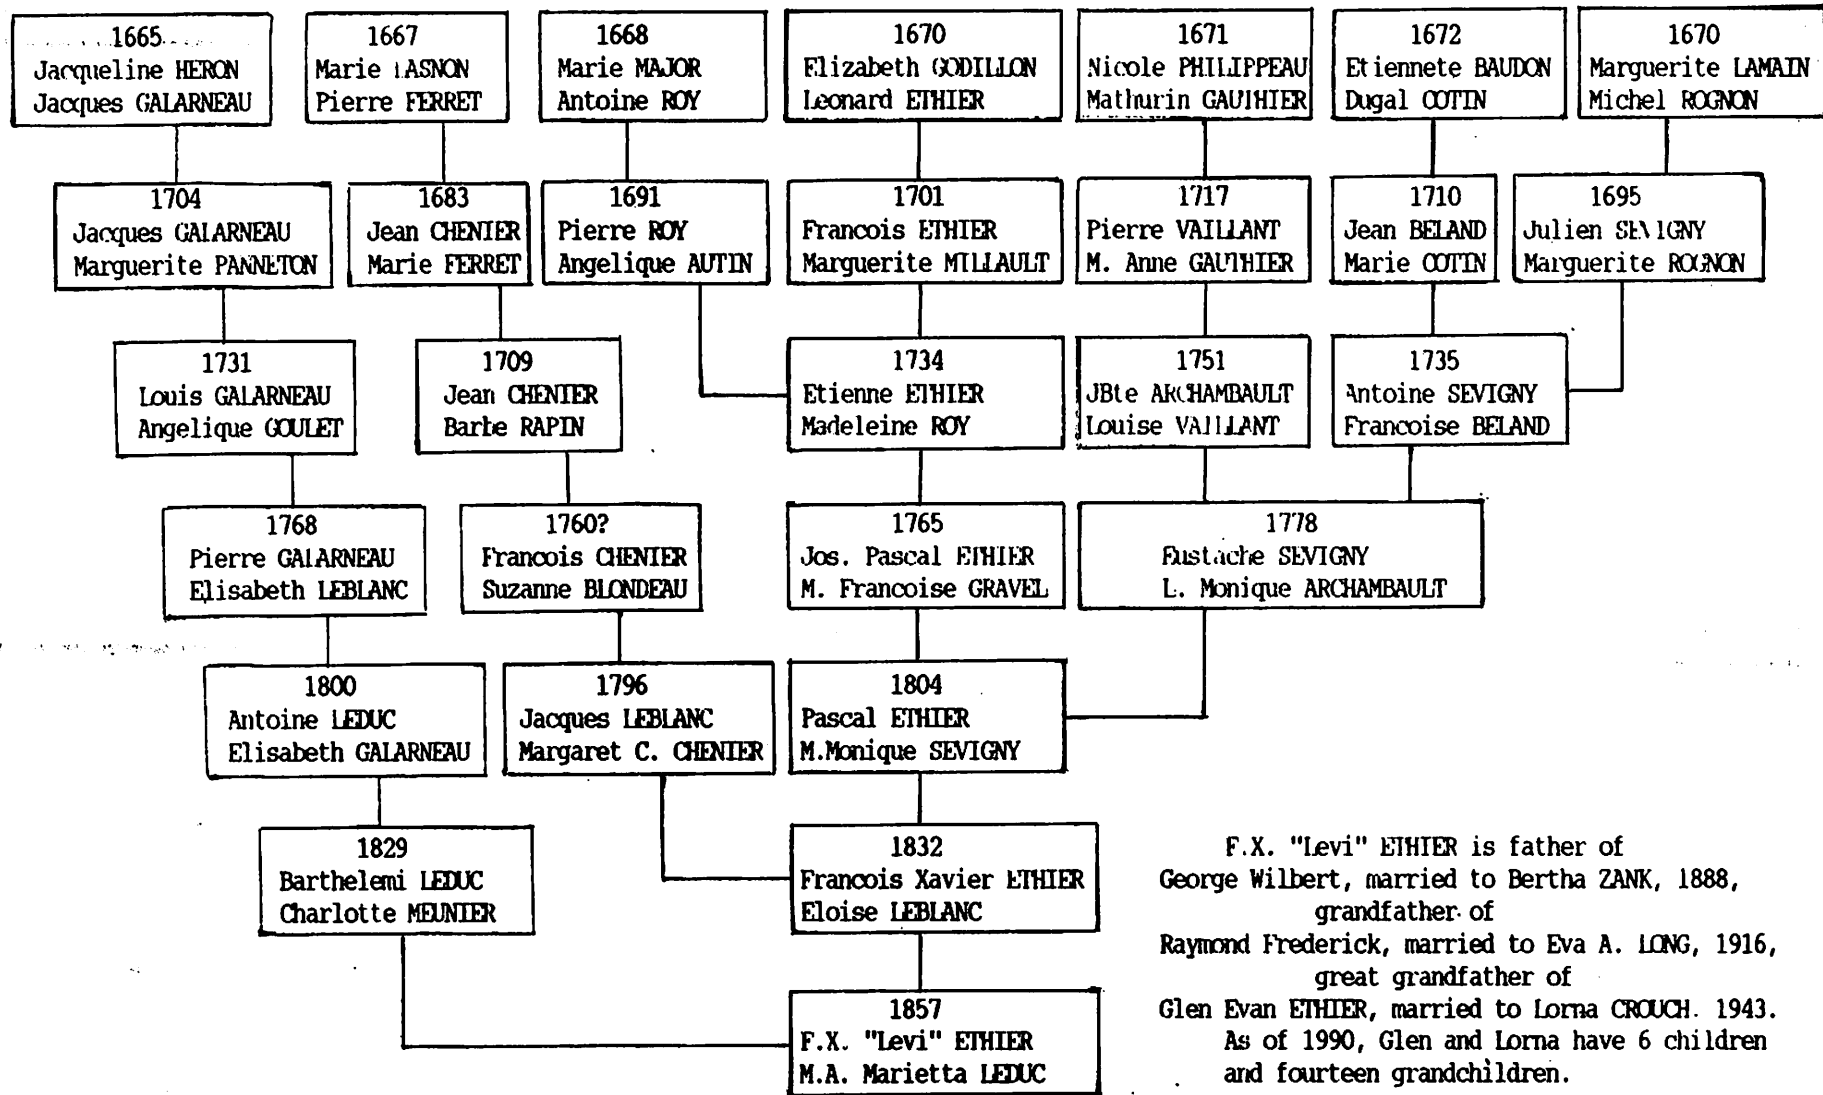 1665
Jacqueline HERON
Jacques GALARNEAU
1667
Marie LASNON
Pierre FERRET
1668
Marie MAJOR
Antoine ROY
1670
Elizabeth GODILLON
Leonard ETHIER
1671
Nicole PHILIPPEAU
Mathurin GAUTHIER
1672
Etiennete BAUDON
Dugal COTIN
1670
Marguerite LAMAIN
Michel ROGNON
1704
Jacques GALARNEAU
Marguerite PANNETON
1683
Jean CHENIER
Marie FERRET
1691
Pierre ROY
Angelique AUTIN
1701
Francois ETHIER
Marguerite MILLAULT
1717
Pierre VAILLANT
M. Anne GAUTHIER
1710
Jean BELAND
Marie COTIN
1695
Julien SEVIGNY
Marguerite ROGNON
1731
Louis GALARNEAU
Angelique GOULET
1709
Jean CHENIER
Barbe RAPIN
1734
Etienne ETHIER
Madeleine ROY
1751
JBte ARCHAMBAULT
Louise VAILLANT
1735
Antoine SEVIGNY
Francoise BELAND
1768
Pierre GALARNEAU
Elisabeth LEBLANC
1760?
Francois CHENIER
Suzanne BLONDEAU
1765
Jos. Pascal ETHIER
M. Francoise GRAVEL
1778
Eustache SEVIGNY
L. Monique ARCHAMBAULT
1800
Antoine LEDUC
Elisabeth GALARNEAU
1796
Jacques LEBLANC
Margaret C. CHENIER
1804
Pascal ETHIER
M.Monique SEVIGNY
1829
Barthelemi LEDUC
Charlotte MEUNIER
1832
Francois Xavier ETHIER
Eloise LEBLANC
1857
F.X. "Levi" ETHIER
M.A. Marietta LEDUC
F.X. "Levi" ETHIER is father of
George Wilbert, married to Bertha ZANK, 1888,
grandfather of
Raymond Frederick, married to Eva A. LONG, 1916,
great grandfather of
Glen Evan ETHIER, married to Lorna CROUCH. 1943.
As of 1990, Glen and Lorna have 6 children
and fourteen grandchildren.